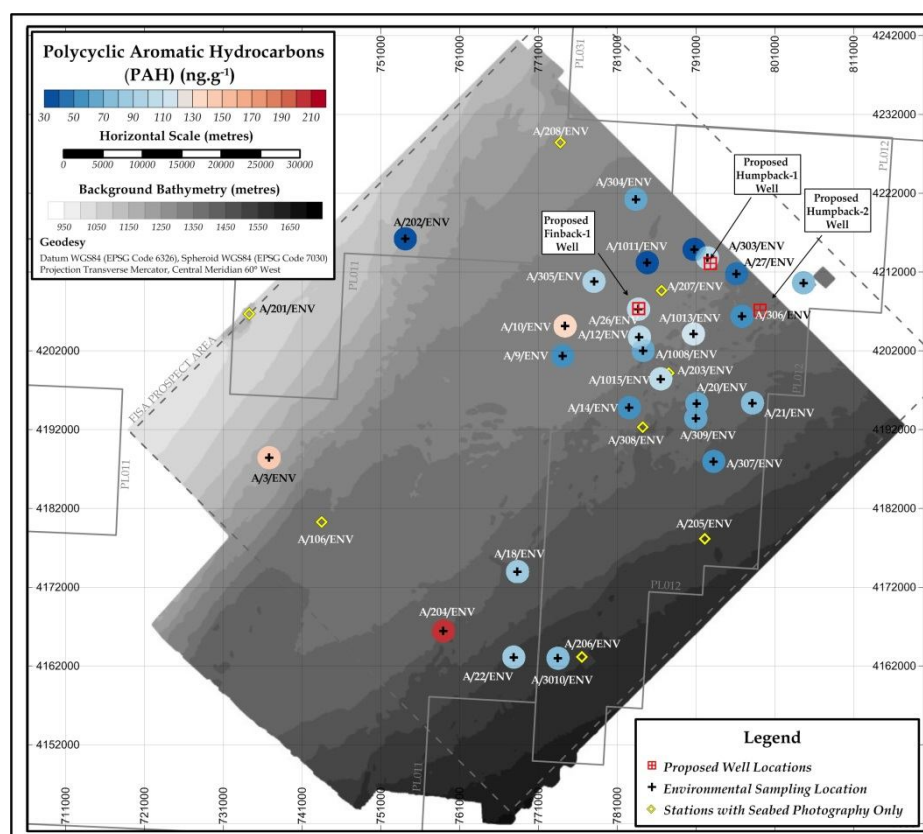 Polycyclic Aromatic Hydrocarbons
(PAH) (ng.g⁻¹)
30 50 70 90 110 130 150 170 190 210
Horizontal Scale (metres)
0 5000 10000 15000 20000 25000 30000
Background Bathymetry (metres)
950 1050 1150 1250 1350 1450 1550 1650
Geodesy
Datum WGS84 (EPSG Code 6326), Spheroid WGS84 (EPSG Code 7030)
Projection Transverse Mercator, Central Meridian 60° West
751000
761000
771000
781000
791000
801000
811000
4242000
4232000
4222000
4212000
4202000
4192000
4182000
4172000
4162000
4152000
PL031
PL012
A/208/ENV
A/304/ENV
Proposed
Humpback-1
Well
Proposed
Humpback-2
Well
A/202/ENV
Proposed
Finback-1
Well
A/1011/ENV
A/303/ENV
A/27/ENV
PL011
A/305/ENV
A/207/ENV
A/201/ENV
A/26/ENV
A/1013/ENV
A/306/ENV
A/10/ENV
A/12/ENV
4202000
FISA PROSPECT AREA
A/9/ENV
A/1008/ENV
A/203/ENV
PL012
A/1015/ENV
A/20/ENV
A/21/ENV
A/14/ENV
4192000
A/308/ENV
A/309/ENV
PL011
A/3/ENV
A/307/ENV
4182000
A/106/ENV
A/205/ENV
A/18/ENV
4172000
PL012
A/204/ENV
A/206/ENV
4162000
A/22/ENV
A/3010/ENV
4152000
PL011
Legend
Proposed Well Locations
Environmental Sampling Location
Stations with Seabed Photography Only
711000
721000
731000
741000
751000
761000
771000
781000